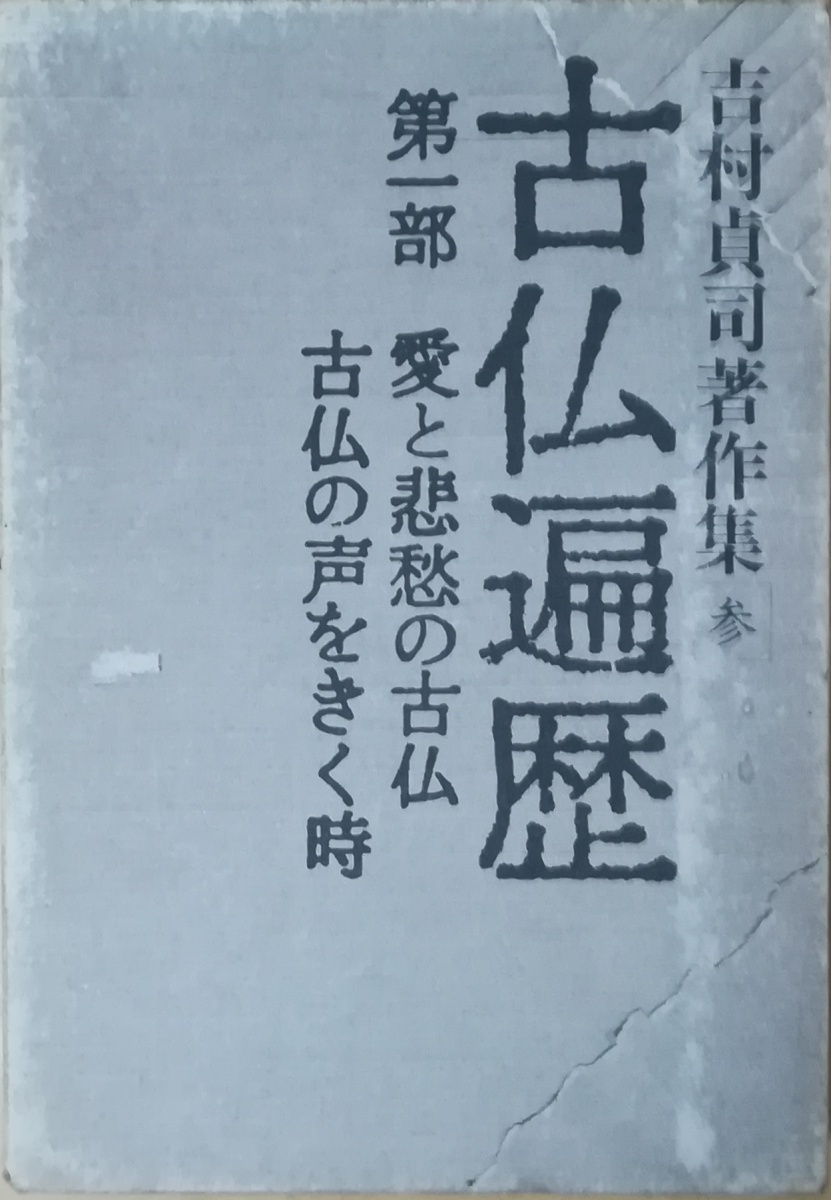 吉村貞司著作集 参
古仏遍歴
第一部 愛と悲愁の古仏
古仏の声をきく時